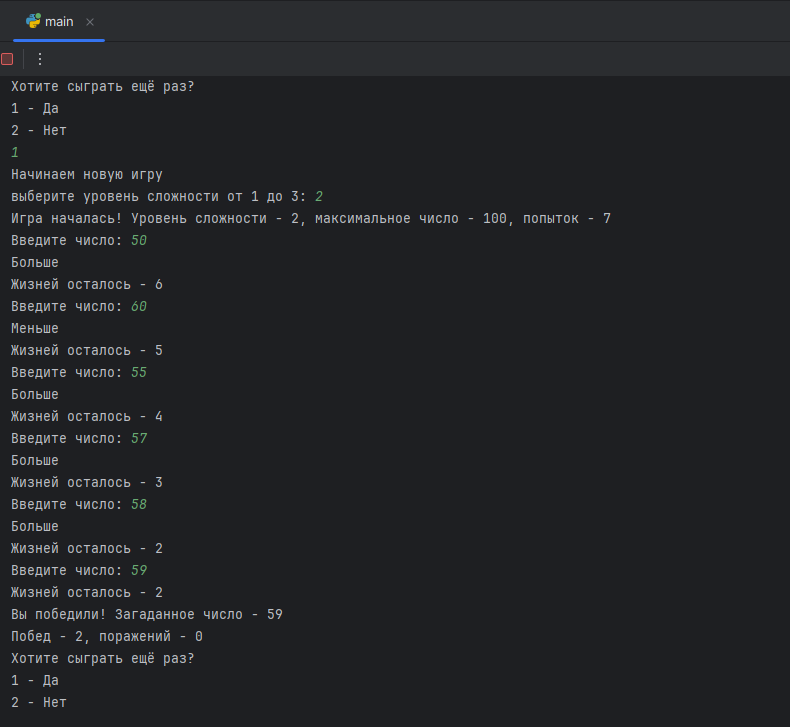 main
Хотите сыграть ещё раз?
1 - Да
2 - Нет
1
Начинаем новую игру
выберите уровень сложности от 1 до 3: 2
Игра началась! Уровень сложности - 2, максимальное число - 100, попыток - 7
Введите число: 50
Больше
Жизней осталось - 6
Введите число: 60
Меньше
Жизней осталось - 5
Введите число: 55
Больше
Жизней осталось - 4
Введите число: 57
Больше
Жизней осталось - 3
Введите число: 58
Больше
Жизней осталось - 2
Введите число: 59
Жизней осталось - 2
Вы победили! Загаданное число - 59
Побед - 2, поражений - 0
Хотите сыграть ещё раз?
1 - Да
2 - Нет